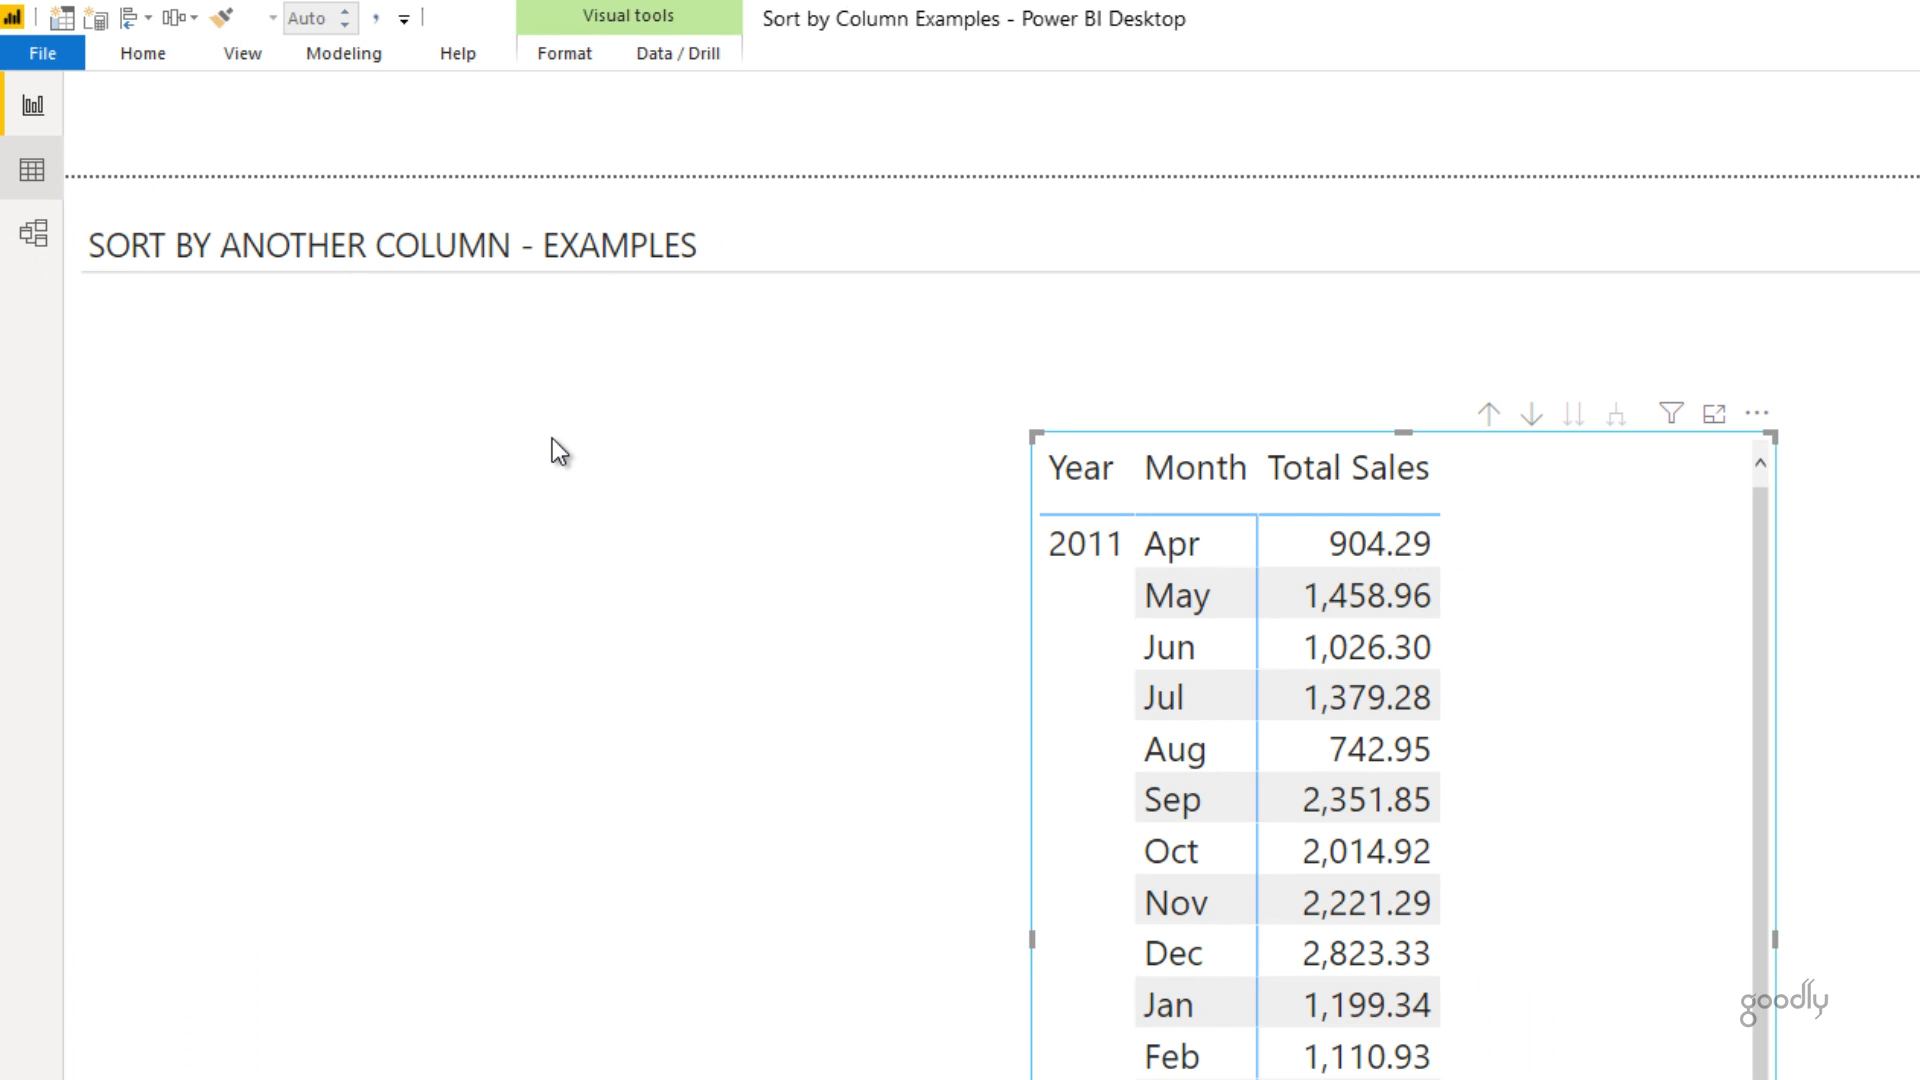 Auto
Visual tools
Sort by Column Examples - Power BI Desktop
File Home View Modeling Help Format Data / Drill
SORT BY ANOTHER COLUMN - EXAMPLES
Year Month Total Sales
2011 Apr 904.29
May 1,458.96
Jun 1,026.30
Jul 1,379.28
Aug 742.95
Sep 2,351.85
Oct 2,014.92
Nov 2,221.29
Dec 2,823.33
Jan 1,199.34
Feb 1,110.93
goodly